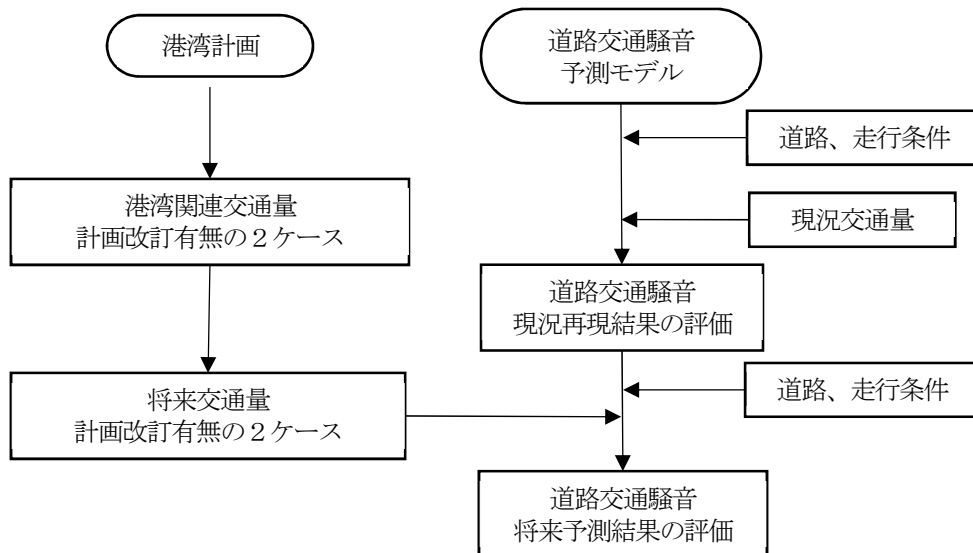 港湾計画
港湾関連交通量
計画改訂有無の２ケース
将来交通量
計画改訂有無の２ケース
道路交通騒音
予測モデル
道路、走行条件
現況交通量
道路交通騒音
現況再現結果の評価
道路、走行条件
道路交通騒音
将来予測結果の評価